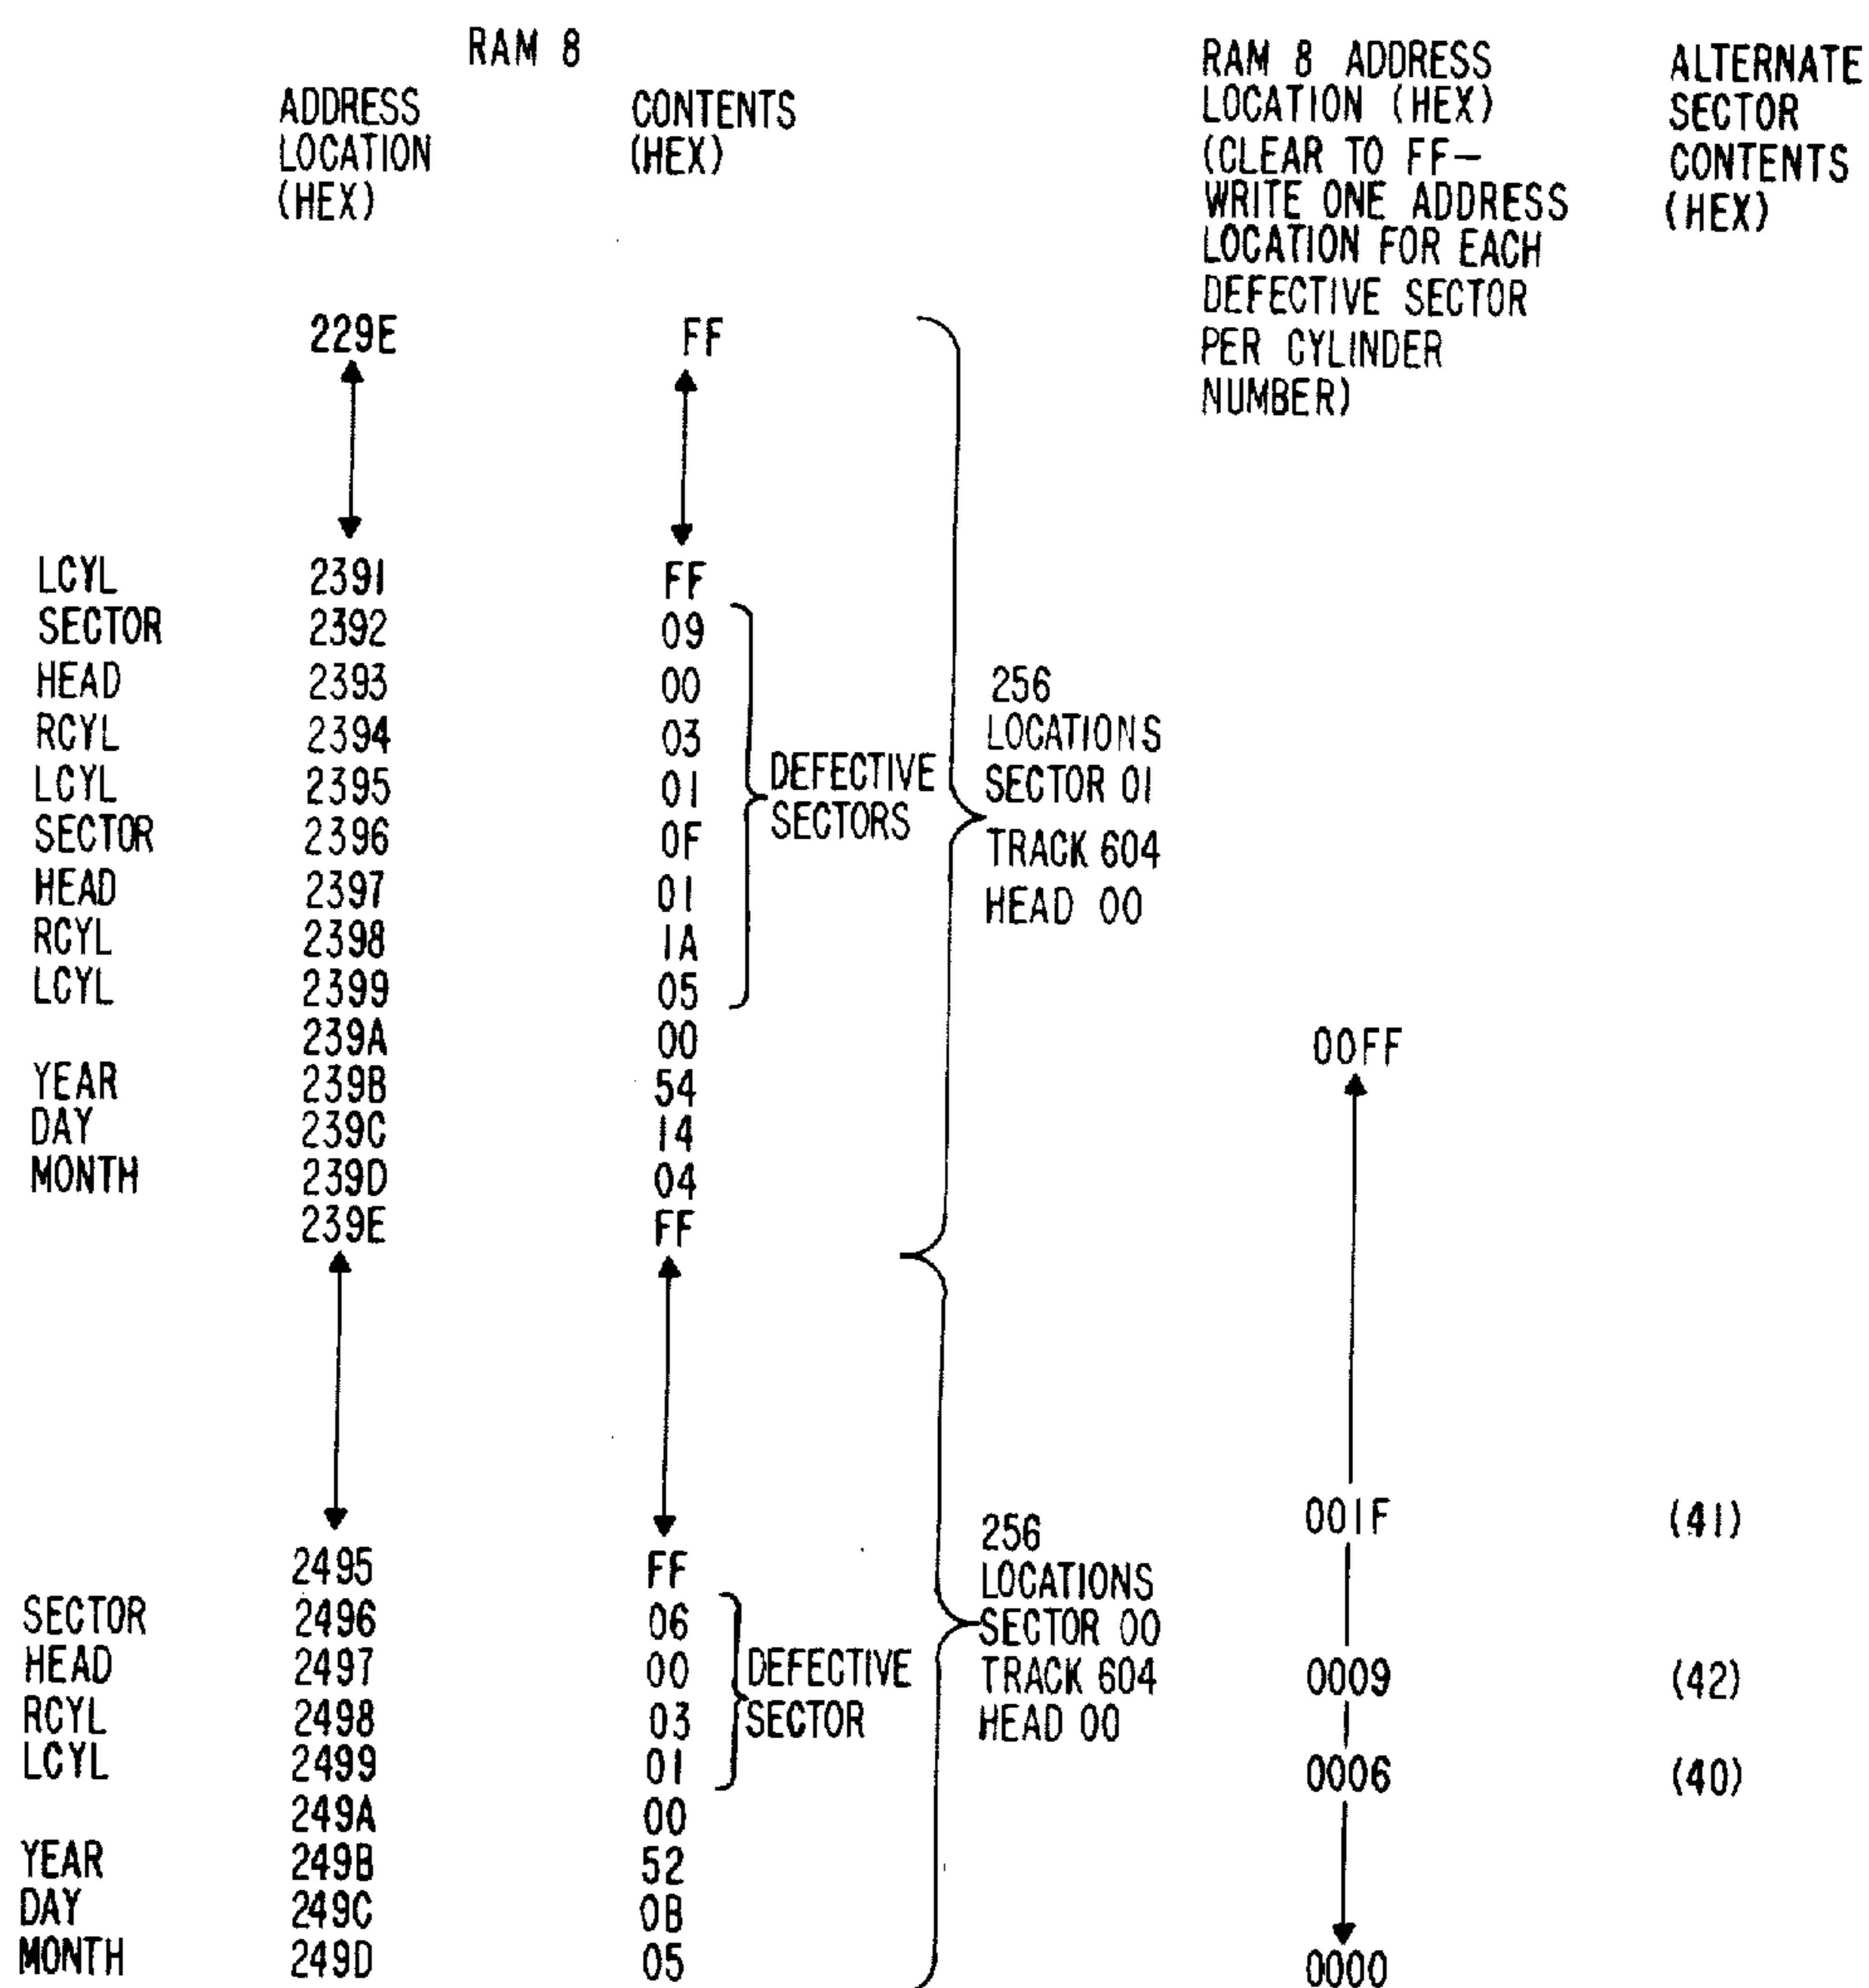 RAM 8
ADDRESS
LOCATION
(HEX)
CONTENTS
(HEX)
RAM 8 ADDRESS
LOCATION (HEX)
(CLEAR TO FF—
WRITE ONE ADDRESS
LOCATION FOR EACH
DEFECTIVE SECTOR
PER CYLINDER
NUMBER)
ALTERNATE
SECTOR
CONTENTS
(HEX)
229E FF
LCYL 2391 FF
SECTOR 2392 09
HEAD 2393 00
RCYL 2394 03
LCYL 2395 01
SECTOR 2396 0F
HEAD 2397 01
RCYL 2398 1A
LCYL 2399 05
239A 00
YEAR 239B 54
DAY 239C 14
MONTH 239D 04
239E FF
DEFECTIVE
SECTORS
256
LOCATIONS
SECTOR 01
TRACK 604
HEAD 00
2495 FF
SECTOR 2496 06
HEAD 2497 00
RCYL 2498 03
LCYL 2499 01
249A 00
YEAR 249B 52
DAY 249C 0B
MONTH 249D 05
DEFECTIVE
SECTOR
256
LOCATIONS
SECTOR 00
TRACK 604
HEAD 00
00FF
001F (41)
0009 (42)
0006 (40)
0000